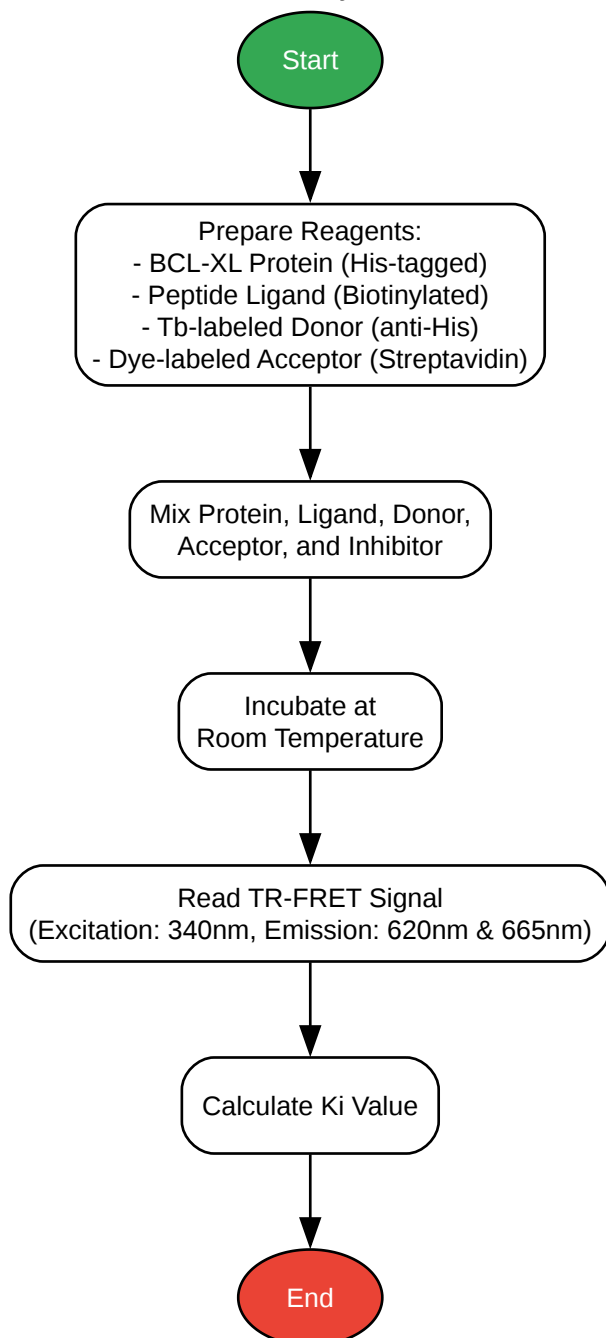 Start
Prepare Reagents:
- BCL-XL Protein (His-tagged)
- Peptide Ligand (Biotinylated)
- Tb-labeled Donor (anti-His)
- Dye-labeled Acceptor (Streptavidin)
Mix Protein, Ligand, Donor,
Acceptor, and Inhibitor
Incubate at
Room Temperature
Read TR-FRET Signal
(Excitation: 340nm, Emission: 620nm & 665nm)
Calculate Ki Value
End